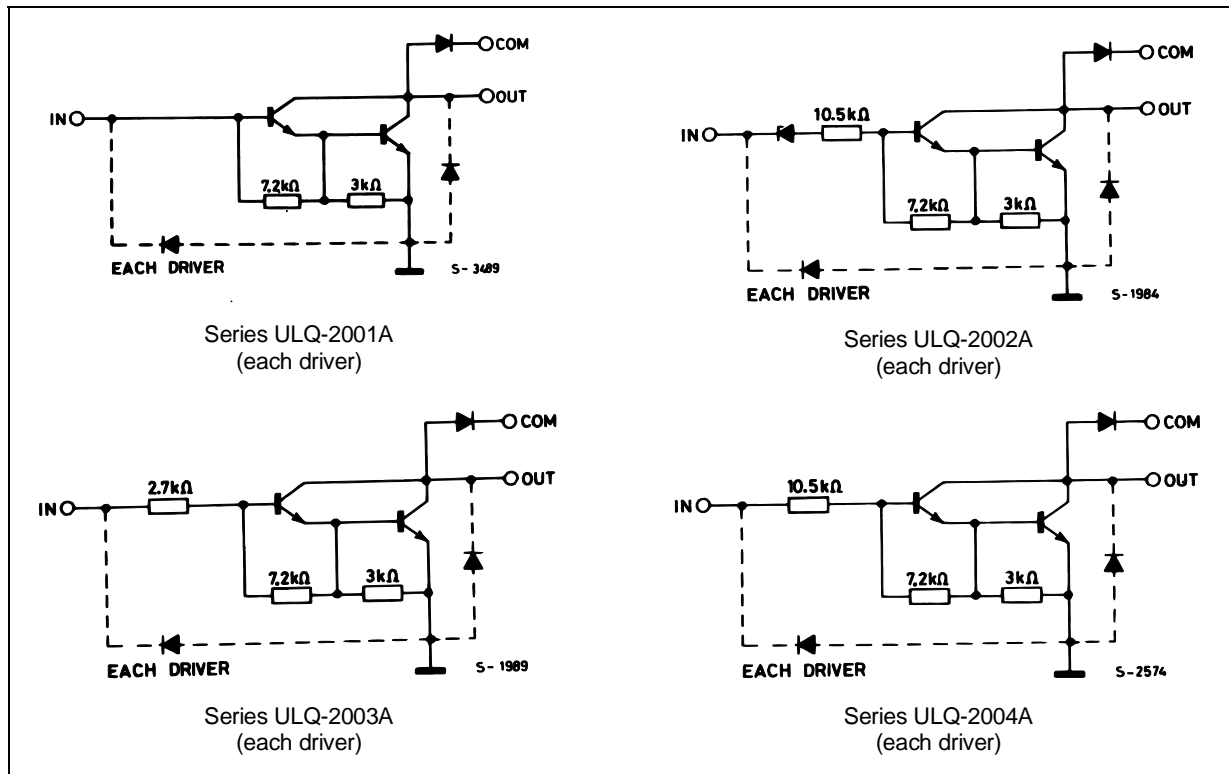 COM
OUT
IN
7.2kΩ 3kΩ
EACH DRIVER
S-3489
Series ULQ-2001A
(each driver)
COM
OUT
10.5kΩ
IN
7.2kΩ 3kΩ
EACH DRIVER
S-1984
Series ULQ-2002A
(each driver)
COM
OUT
2.7kΩ
IN
7.2kΩ 3kΩ
EACH DRIVER
S-1989
Series ULQ-2003A
(each driver)
COM
OUT
10.5kΩ
IN
7.2kΩ 3kΩ
EACH DRIVER
S-2574
Series ULQ-2004A
(each driver)